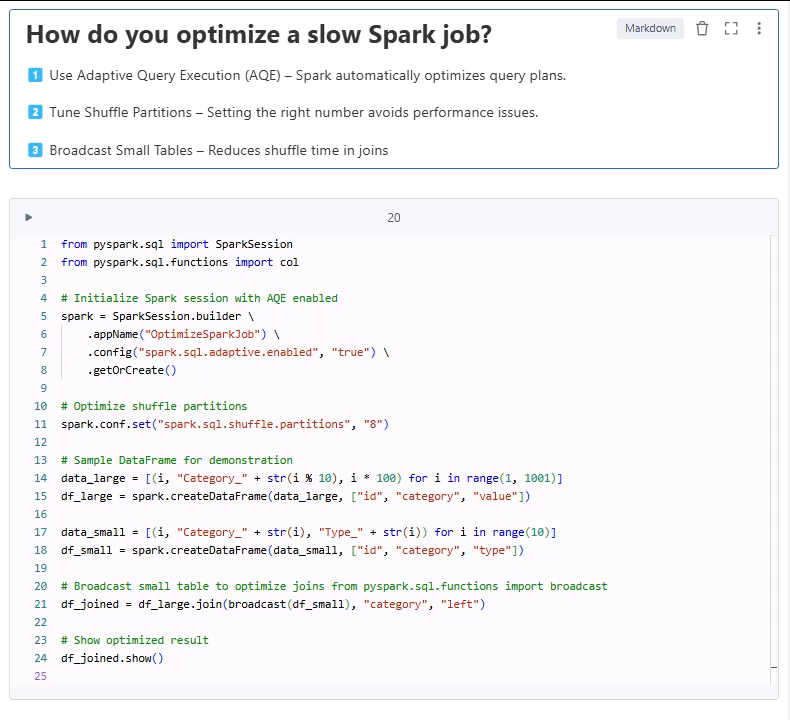 How do you optimize a slow Spark job?
Markdown
1 Use Adaptive Query Execution (AQE) – Spark automatically optimizes query plans.
2 Tune Shuffle Partitions – Setting the right number avoids performance issues.
3 Broadcast Small Tables – Reduces shuffle time in joins
20
1 from pyspark.sql import SparkSession
2 from pyspark.sql.functions import col
3
4 # Initialize Spark session with AQE enabled
5 spark = SparkSession.builder \
6     .appName("OptimizeSparkJob") \
7     .config("spark.sql.adaptive.enabled", "true") \
8     .getOrCreate()
9
10 # Optimize shuffle partitions
11 spark.conf.set("spark.sql.shuffle.partitions", "8")
12
13 # Sample DataFrame for demonstration
14 data_large = [(i, "Category_" + str(i % 10), i * 100) for i in range(1, 1001)]
15 df_large = spark.createDataFrame(data_large, ["id", "category", "value"])
16
17 data_small = [(i, "Category_" + str(i), "Type_" + str(i)) for i in range(10)]
18 df_small = spark.createDataFrame(data_small, ["id", "category", "type"])
19
20 # Broadcast small table to optimize joins from pyspark.sql.functions import broadcast
21 df_joined = df_large.join(broadcast(df_small), "category", "left")
22
23 # Show optimized result
24 df_joined.show()
25